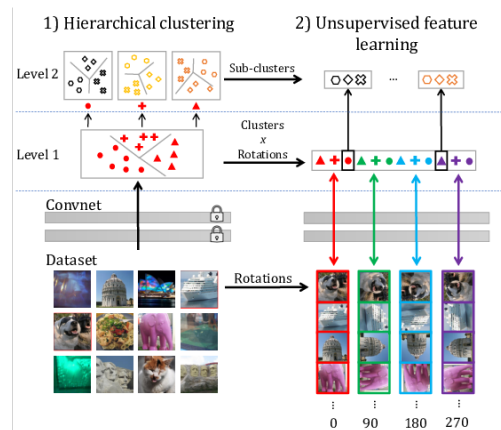 1) Hierarchical clustering
2) Unsupervised feature
learning
Level 2
Sub-clusters
...
Level 1
Clusters
x
Rotations
Convnet
Dataset
Rotations
... ... ... ...
0 90 180 270